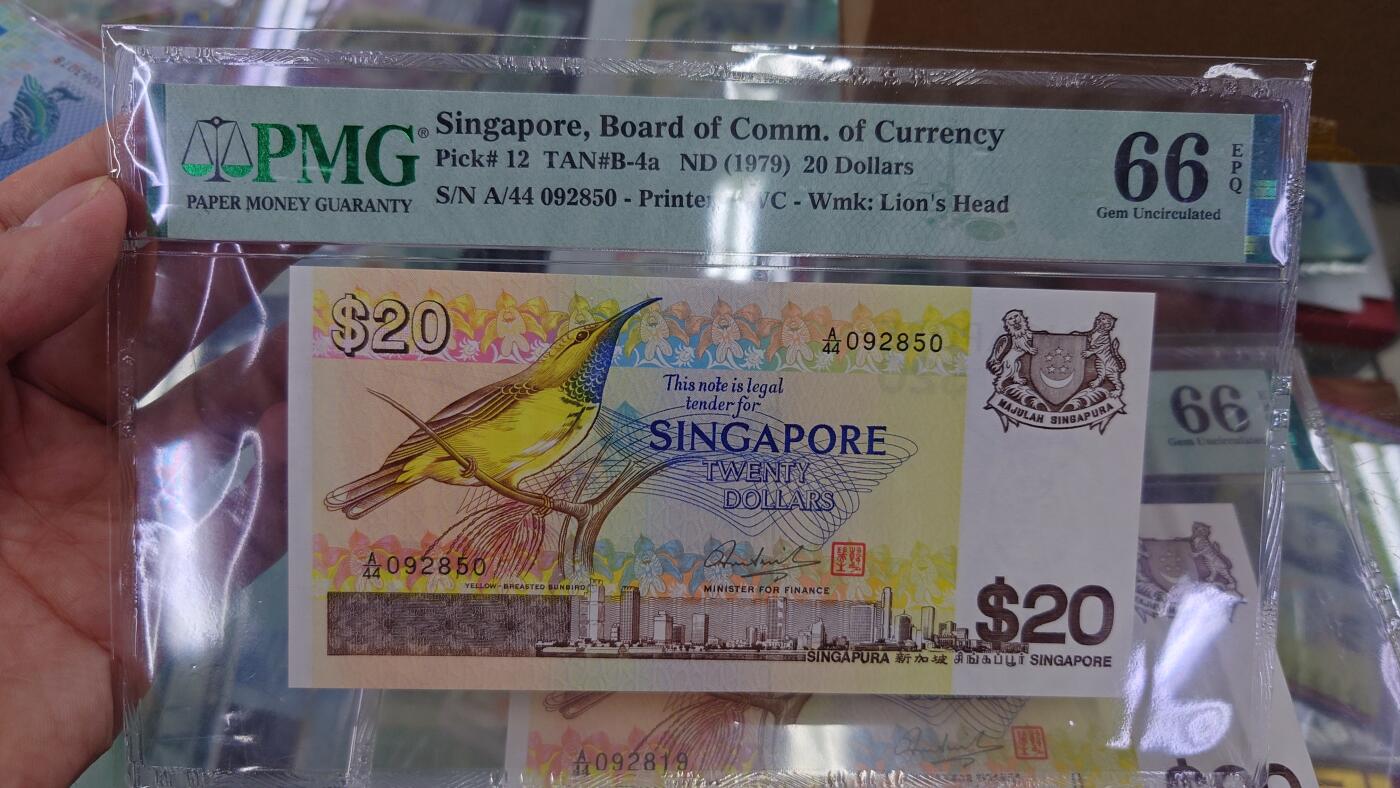 PMG®
PAPER MONEY GUARANTY
Singapore, Board of Comm. of Currency
Pick# 12 TAN#B-4a ND (1979) 20 Dollars
S/N A/44 092850 - Printer WC - Wmk: Lion's Head
66
EPQ
Gem Uncirculated
$20
A/44 092850
This note is legal
tender for
SINGAPORE
TWENTY
DOLLARS
MAJULAH SINGAPURA
A/44 092850
YELLOW-BREASTED SUNBIRD
MINISTER FOR FINANCE
$20
SINGAPURA 新加坡 சிங்கப்பூர் SINGAPORE
66
Gem Uncirculated
A/44 092819